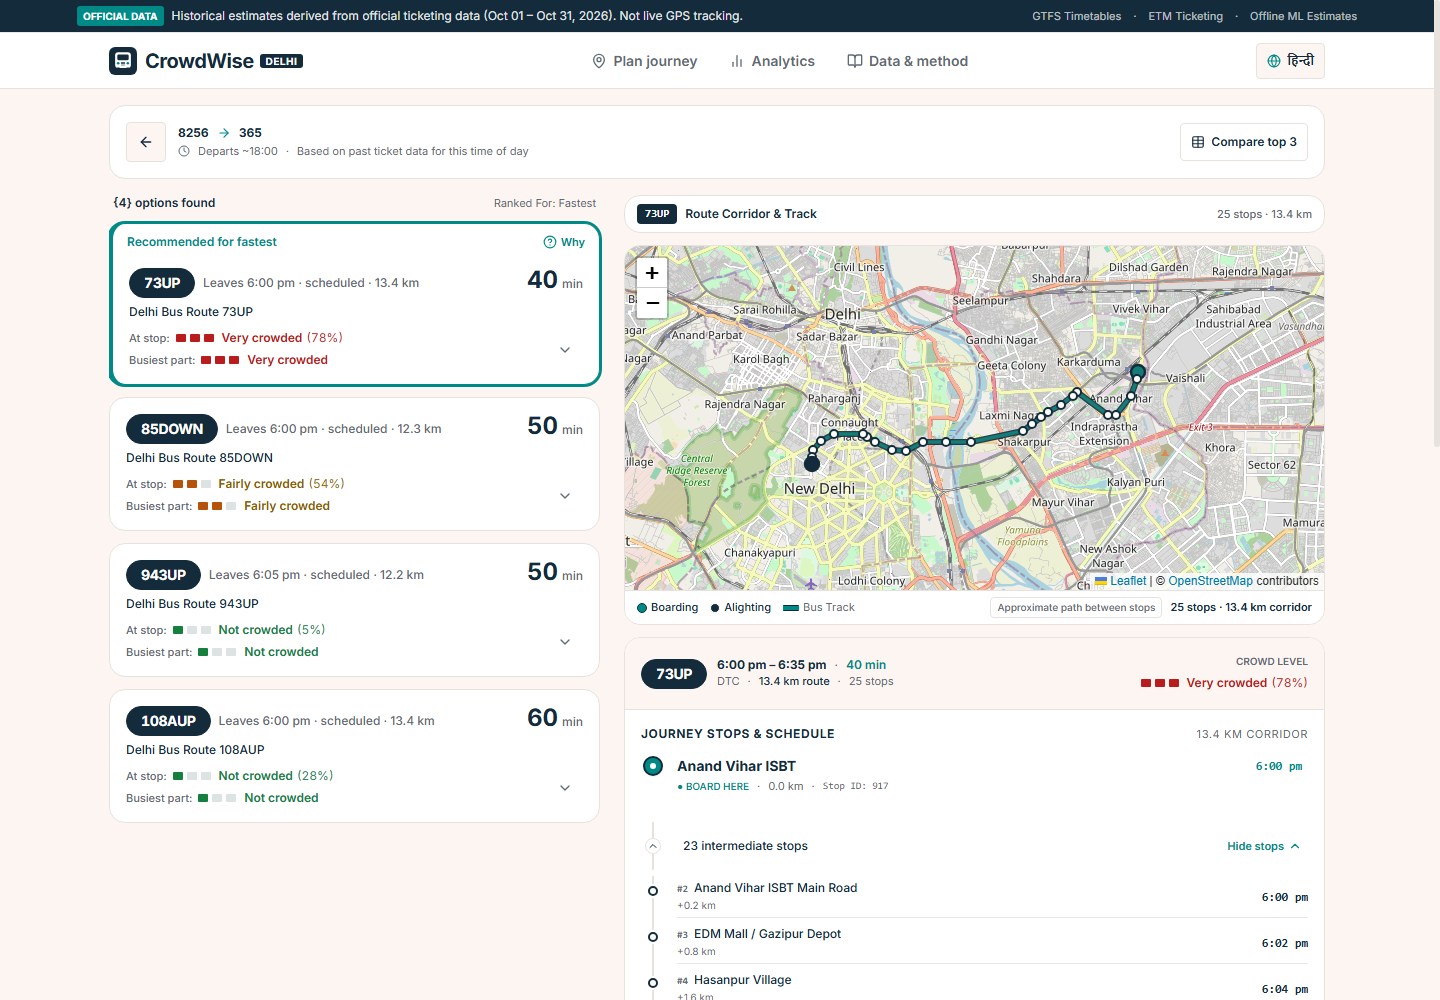 OFFICIAL DATA Historical estimates derived from official ticketing data (Oct 01 – Oct 31, 2026). Not live GPS tracking.
GTFS Timetables · ETM Ticketing · Offline ML Estimates
CrowdWise DELHI
Plan journey
Analytics
Data & method
हिन्दी
8256 → 365
Departs ~18:00 · Based on past ticket data for this time of day
Compare top 3
{4} options found
Ranked For: Fastest
Recommended for fastest
Why
73UP Leaves 6:00 pm · scheduled · 13.4 km
40 min
Delhi Bus Route 73UP
At stop: Very crowded (78%)
Busiest part: Very crowded
85DOWN Leaves 6:00 pm · scheduled · 12.3 km
50 min
Delhi Bus Route 85DOWN
At stop: Fairly crowded (54%)
Busiest part: Fairly crowded
943UP Leaves 6:05 pm · scheduled · 12.2 km
50 min
Delhi Bus Route 943UP
At stop: Not crowded (5%)
Busiest part: Not crowded
108AUP Leaves 6:00 pm · scheduled · 13.4 km
60 min
Delhi Bus Route 108AUP
At stop: Not crowded (28%)
Busiest part: Not crowded
73UP Route Corridor & Track
25 stops · 13.4 km
+
−
Civil Lines
Shahdara
Dilshad Garden
Rajendra Nagar
Seelampur
Sarai Rohilla
Delhi
Vivek Vihar
Sahibabad
Industrial Area
Anand Parbat
Sadar Bazar
Gandhi Nagar
Karol Bagh
Geeta Colony
Karkarduma
Vaishali
Rajendra Nagar
Paharganj
Laxmi Nagar
Connaught
Shakarpur
Indraprastha
Extension
Exit 3
Khora
Central
Ridge Reserve
Forest
Sector 62
New Delhi
Kalyan Puri
Mayur Vihar
Yamuna
Floodplains
Chanakyapuri
New Ashok
Nagar
Lodhi Colony
Leaflet | © OpenStreetMap contributors
Boarding
Alighting
Bus Track
Approximate path between stops
25 stops · 13.4 km corridor
73UP
6:00 pm – 6:35 pm · 40 min
DTC · 13.4 km route · 25 stops
CROWD LEVEL
Very crowded (78%)
JOURNEY STOPS & SCHEDULE
13.4 KM CORRIDOR
Anand Vihar ISBT
6:00 pm
● BOARD HERE · 0.0 km · Stop ID: 917
23 intermediate stops
Hide stops
#2 Anand Vihar ISBT Main Road
+0.2 km
6:00 pm
#3 EDM Mall / Gazipur Depot
+0.8 km
6:02 pm
#4 Hasanpur Village
+1.6 km
6:04 pm